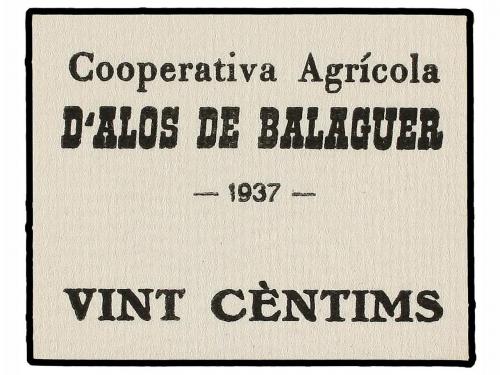 Cooperativa Agrícola
D'ALOS DE BALAGUER
— 1937 —
VINT CÈNTIMS